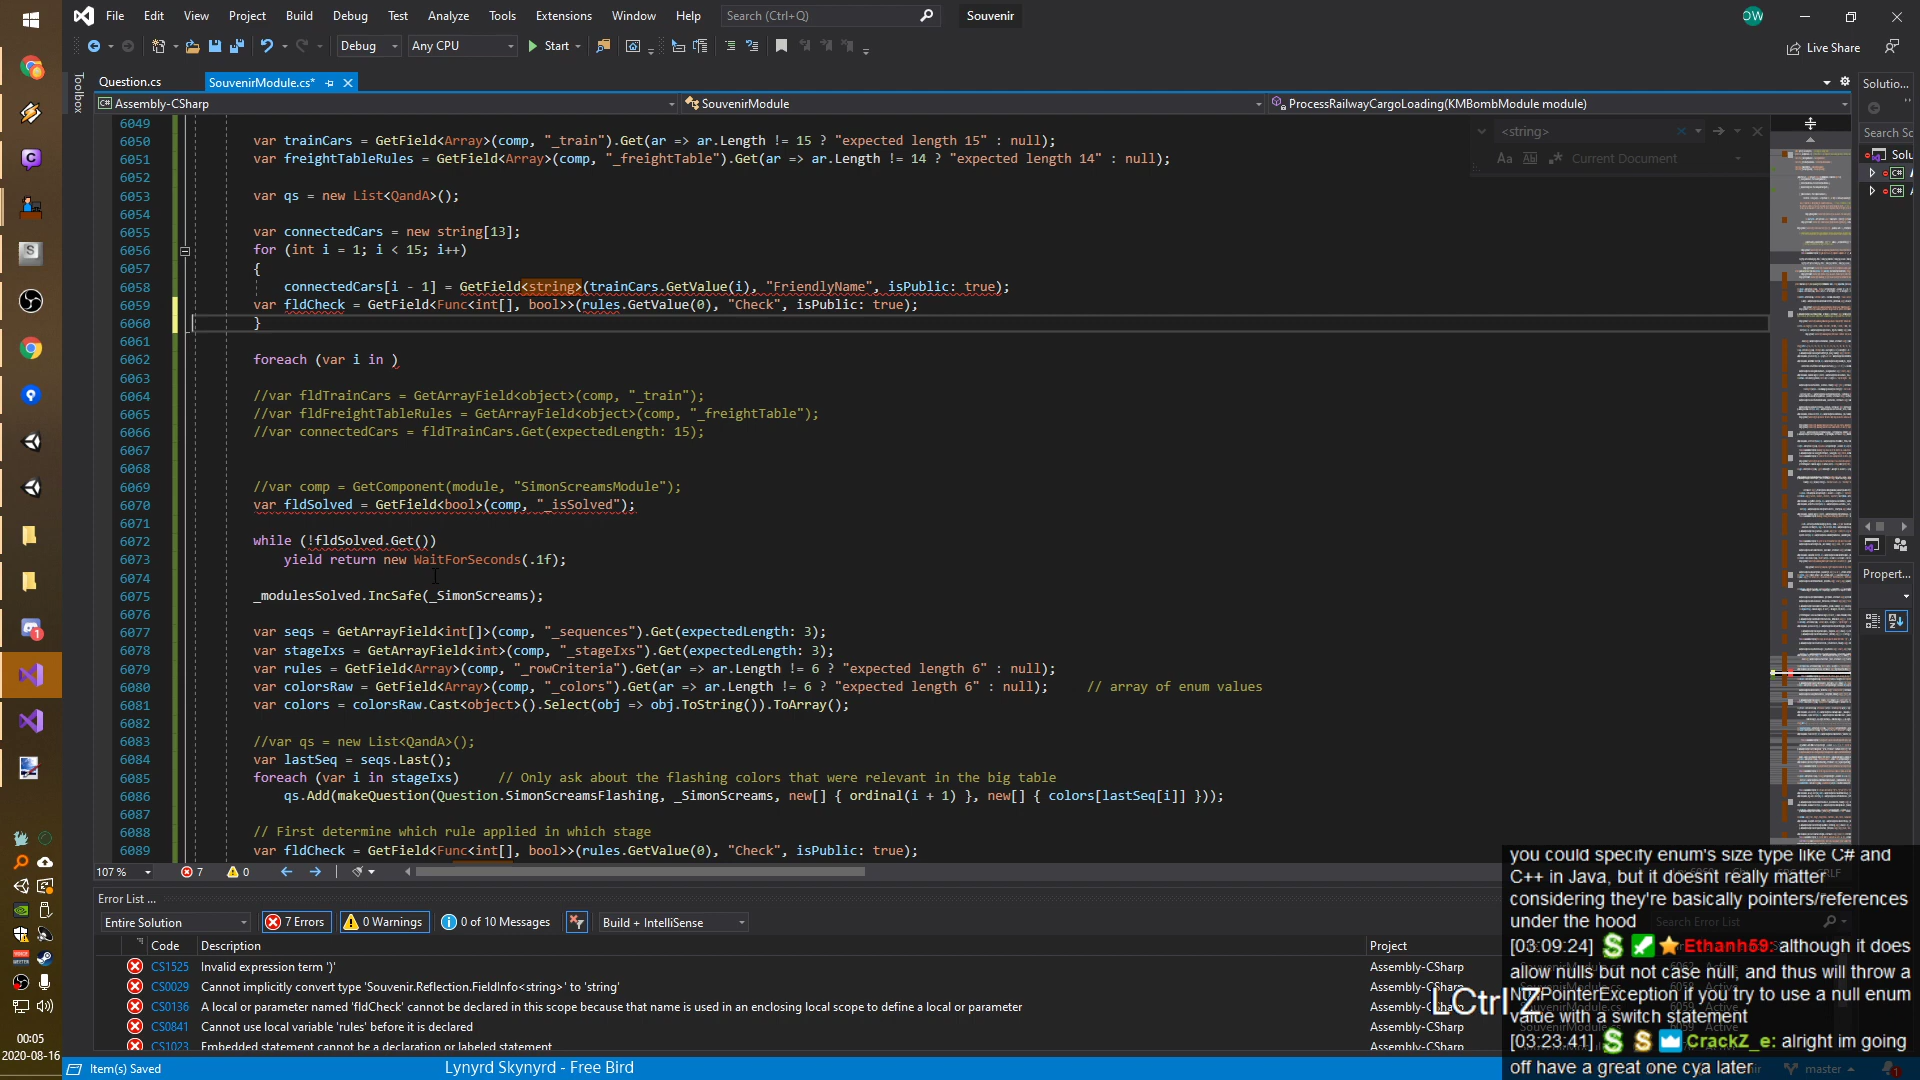 File Edit View Project Build Debug Test Analyze Tools Extensions Window Help Search (Ctrl+Q) Souvenir OW
Debug Any CPU Start Live Share
Toolbox
Question.cs SouvenirModule.cs* Solutio...
Assembly-CSharp SouvenirModule ProcessRailwayCargoLoading(KMBombModule module)
<string>
Aa Ab Current Document
Search Sc
Solu
6049
6050 var trainCars = GetField<Array>(comp, "_train").Get(ar => ar.Length != 15 ? "expected length 15" : null);
6051 var freightTableRules = GetField<Array>(comp, "_freightTable").Get(ar => ar.Length != 14 ? "expected length 14" : null);
6052
6053 var qs = new List<QandA>();
6054
6055 var connectedCars = new string[13];
6056 for (int i = 1; i < 15; i++)
6057 {
6058 connectedCars[i - 1] = GetField<string>(trainCars.GetValue(i), "FriendlyName", isPublic: true);
6059 var fldCheck = GetField<Func<int[], bool>>(rules.GetValue(0), "Check", isPublic: true);
6060 }
6061
6062 foreach (var i in )
6063
6064 //var fldTrainCars = GetArrayField<object>(comp, "_train");
6065 //var fldFreightTableRules = GetArrayField<object>(comp, "_freightTable");
6066 //var connectedCars = fldTrainCars.Get(expectedLength: 15);
6067
6068
6069 //var comp = GetComponent(module, "SimonScreamsModule");
6070 var fldSolved = GetField<bool>(comp, "_isSolved");
6071
6072 while (!fldSolved.Get())
6073 yield return new WaitForSeconds(.1f);
6074
6075 _modulesSolved.IncSafe(_SimonScreams);
6076
6077 var seqs = GetArrayField<int[]>(comp, "_sequences").Get(expectedLength: 3);
6078 var stageIxs = GetArrayField<int>(comp, "_stageIxs").Get(expectedLength: 3);
6079 var rules = GetField<Array>(comp, "_rowCriteria").Get(ar => ar.Length != 6 ? "expected length 6" : null);
6080 var colorsRaw = GetField<Array>(comp, "_colors").Get(ar => ar.Length != 6 ? "expected length 6" : null); // array of enum values
6081 var colors = colorsRaw.Cast<object>().Select(obj => obj.ToString()).ToArray();
6082
6083 //var qs = new List<QandA>();
6084 var lastSeq = seqs.Last();
6085 foreach (var i in stageIxs) // Only ask about the flashing colors that were relevant in the big table
6086 qs.Add(makeQuestion(Question.SimonScreamsFlashing, _SimonScreams, new[] { ordinal(i + 1) }, new[] { colors[lastSeq[i]] }));
6087
6088 // First determine which rule applied in which stage
6089 var fldCheck = GetField<Func<int[], bool>>(rules.GetValue(0), "Check", isPublic: true);
Propert...
107 % 7 0
Error List ...
Entire Solution 7 Errors 0 Warnings 0 of 10 Messages Build + IntelliSense Search Error List
Code Description Project
CS1525 Invalid expression term ')' Assembly-CSharp
CS0029 Cannot implicitly convert type 'Souvenir.Reflection.FieldInfo<string>' to 'string' Assembly-CSharp
CS0136 A local or parameter named 'fldCheck' cannot be declared in this scope because that name is used in an enclosing local scope to define a local or parameter Assembly-CSharp
CS0841 Cannot use local variable 'rules' before it is declared Assembly-CSharp
CS1023 Embedded statement cannot be a declaration or labeled statement Assembly-CSharp
you could specify enum's size type like C# and
C++ in Java, but it doesn't really matter
considering they're basically pointers/references
under the hood
[03:09:24] Ethanh59: although it does
allow nulls but not case null, and thus will throw a
NullPointerException if you try to use a null enum
value with a switch statement
[03:23:41] CrackZ_e: alright im going
off have a great one cya later
LCtrl Z
00:05
2020-08-16
Item(s) Saved Lynyrd Skynyrd - Free Bird master